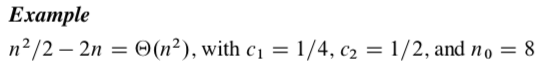 Example
n²/2 − 2n = Θ(n²), with c₁ = 1/4, c₂ = 1/2, and n₀ = 8